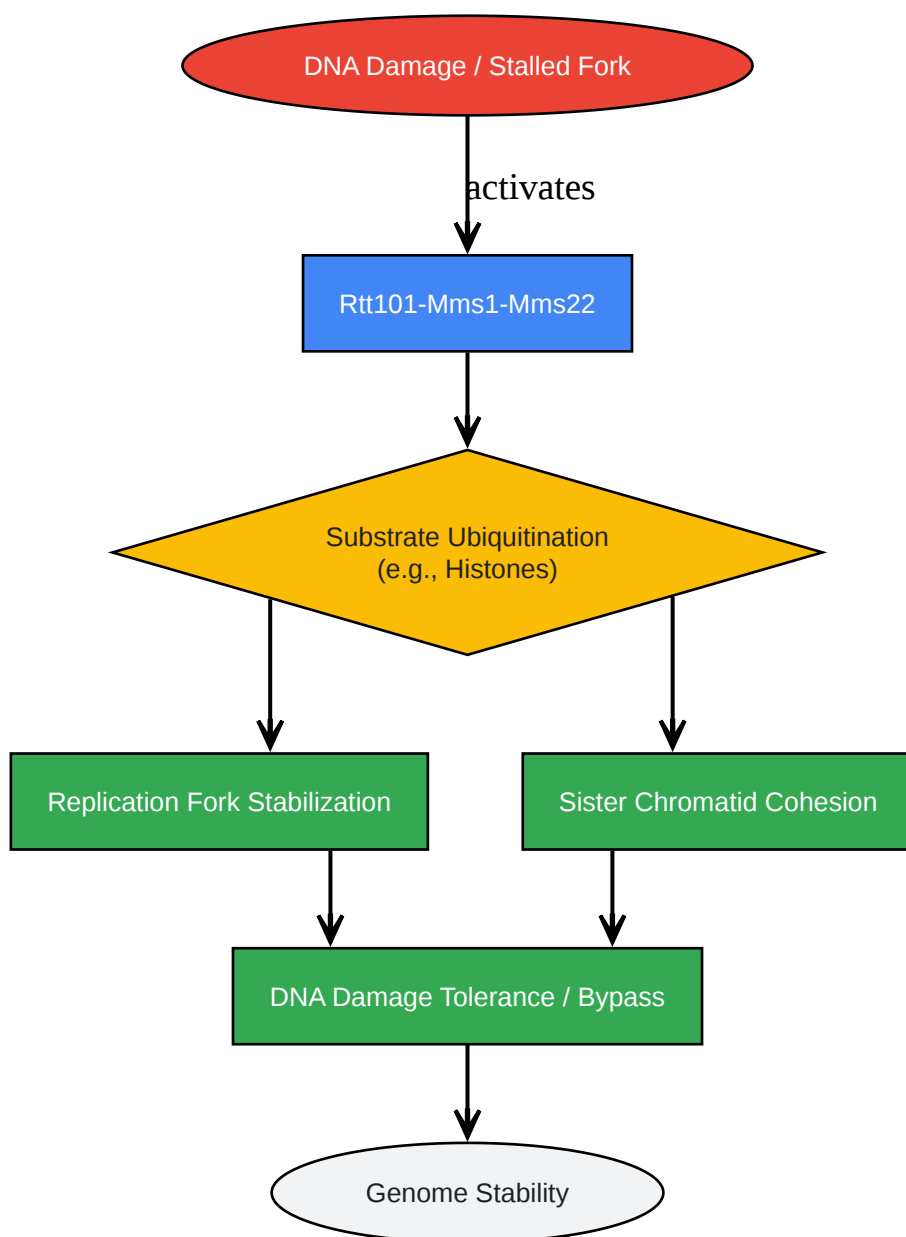 DNA Damage / Stalled Fork
activates
Rtt101-Mms1-Mms22
Substrate Ubiquitination
(e.g., Histones)
Replication Fork Stabilization
Sister Chromatid Cohesion
DNA Damage Tolerance / Bypass
Genome Stability